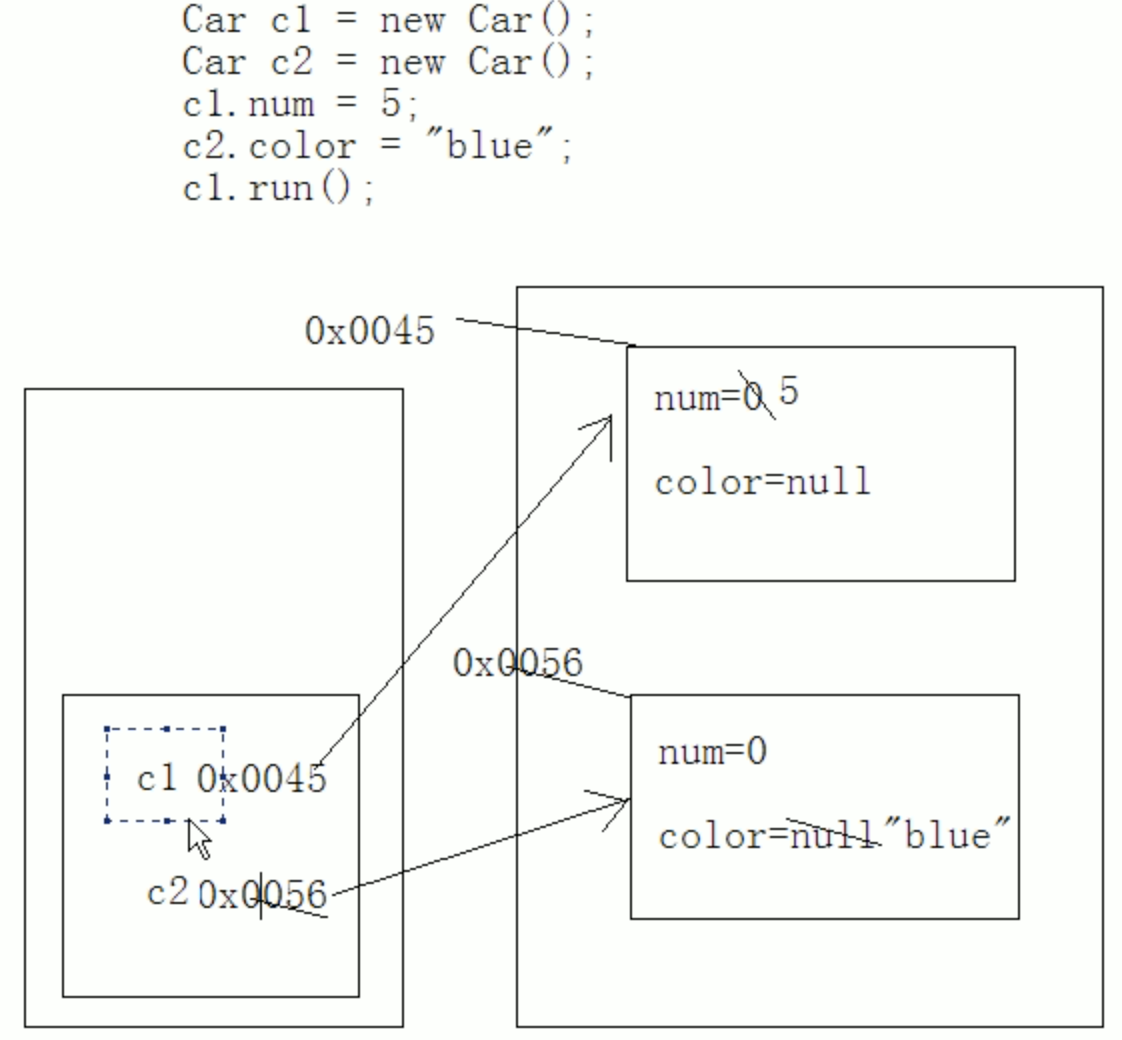 Car c1 = new Car();
Car c2 = new Car();
c1.num = 5;
c2.color = "blue";
c1.run();
0x0045
num=0 5
color=null
0x0056
num=0
color=null"blue"
c1 0x0045
c2 0x0056